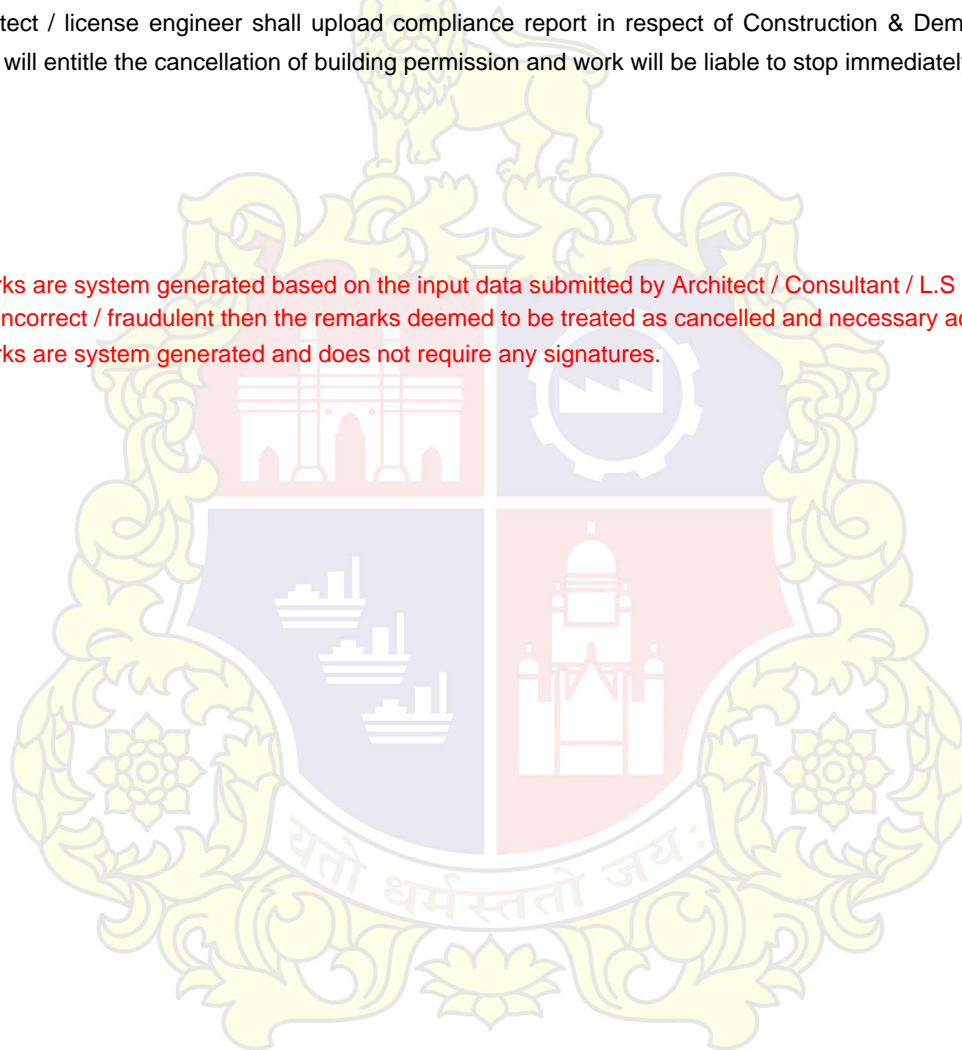 tect / license engineer shall upload compliance report in respect of Construction & Dem
will entitle the cancellation of building permission and work will be liable to stop immediately
rks are system generated based on the input data submitted by Architect / Consultant / L.S
ncorrect / fraudulent then the remarks deemed to be treated as cancelled and necessary ac
rks are system generated and does not require any signatures.
यतो धर्मस्ततो जय: